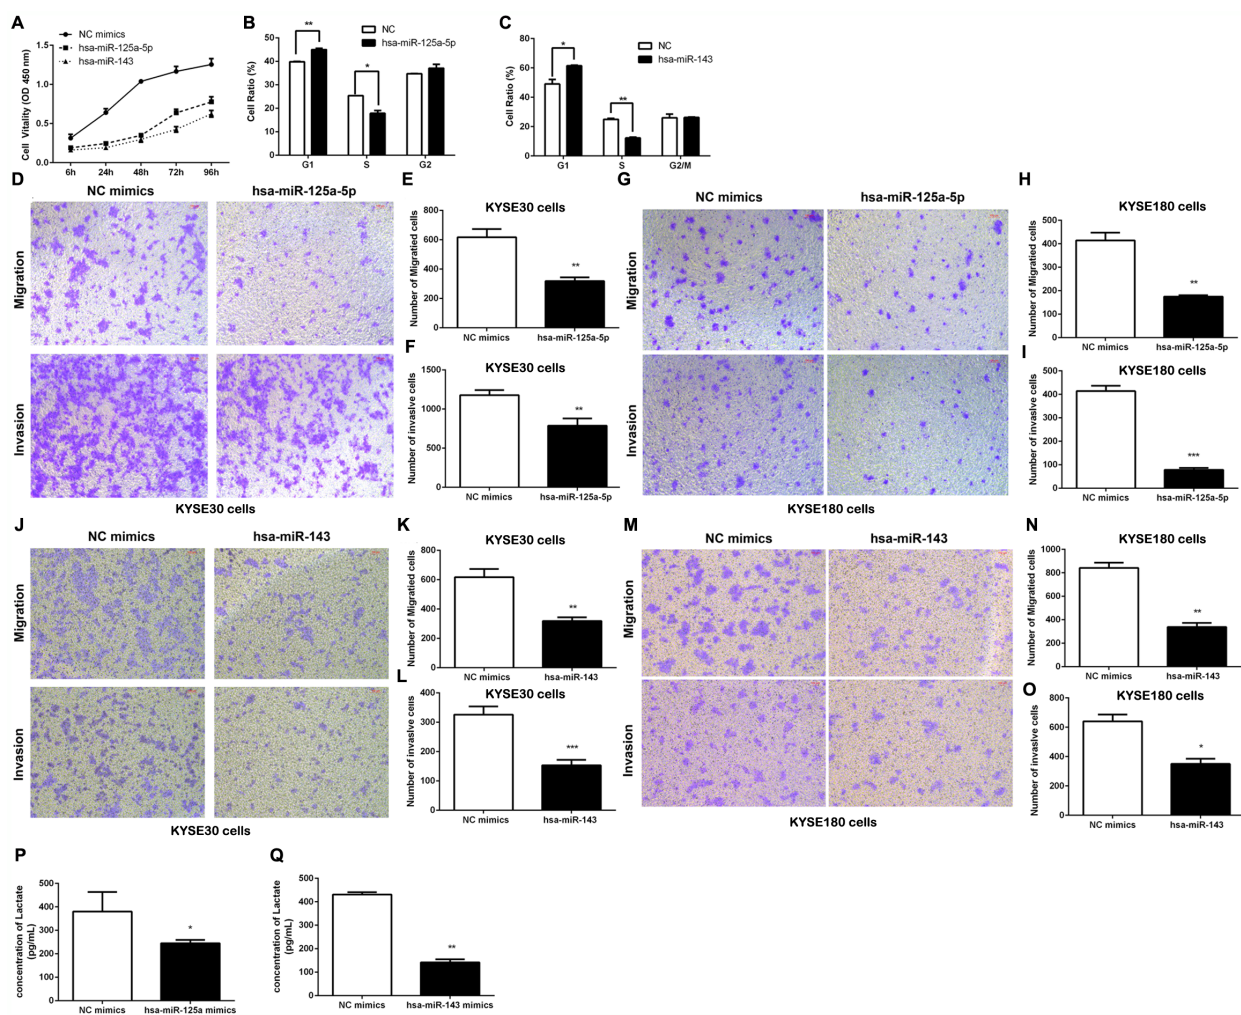 A
NC mimics
hsa-miR-125a-5p
hsa-miR-143
Cell Vitality (OD 450 nm)
1.5
1.0
0.5
0.0
6h 24h 48h 72h 96h
B
NC
hsa-miR-125a-5p
Cell Ratio (%)
50
40
30
20
10
0
**
*
G1 S G2
C
NC
hsa-miR-143
Cell Ratio (%)
80
60
40
20
0
*
**
G1 S G2/M
D
NC mimics hsa-miR-125a-5p
Migration
Invasion
KYSE30 cells
E
KYSE30 cells
Number of Migratied cells
800
600
400
200
0
**
NC mimics hsa-miR-125a-5p
F
KYSE30 cells
Number of invasive cells
1500
1000
500
0
**
NC mimics hsa-miR-125a-5p
G
NC mimics hsa-miR-125a-5p
Migration
Invasion
KYSE180 cells
H
KYSE180 cells
Number of Migratied cells
500
400
300
200
100
0
**
NC mimics hsa-miR-125a-5p
I
KYSE180 cells
Number of invasive cells
500
400
300
200
100
0
***
NC mimics hsa-miR-125a-5p
J
NC mimics hsa-miR-143
Migration
Invasion
KYSE30 cells
K
KYSE30 cells
Number of Migratied cells
800
600
400
200
0
**
NC mimics hsa-miR-143
L
KYSE30 cells
Number of invasive cells
400
300
200
100
0
***
NC mimics hsa-miR-143
M
NC mimics hsa-miR-143
Migration
Invasion
KYSE180 cells
N
KYSE180 cells
Number of Migratied cells
1000
800
600
400
200
0
**
NC mimics hsa-miR-143
O
KYSE180 cells
Number of invasive cells
800
600
400
200
0
*
NC mimics hsa-miR-143
P
concentration of Lactate
(pg/mL)
500
400
300
200
100
0
*
NC mimics hsa-miR-125a mimics
Q
concentration of Lactate
(pg/mL)
500
400
300
200
100
0
**
NC mimics hsa-miR-143 mimics